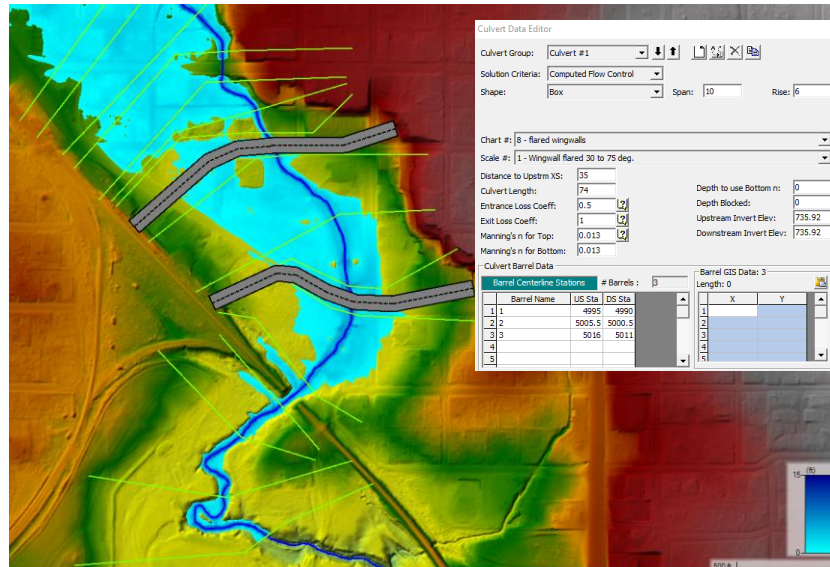 Culvert Data Editor
Culvert Group: Culvert #1
Solution Criteria: Computed Flow Control
Shape: Box Span: 10 Rise: 6
Chart #: 8 - flared wingwalls
Scale #: 1 - Wingwall flared 30 to 75 deg.
Distance to Upstrm XS: 35
Culvert Length: 74 Depth to use Bottom n: 0
Entrance Loss Coeff: 0.5 ? Depth Blocked: 0
Exit Loss Coeff: 1 ? Upstream Invert Elev: 735.92
Manning's n for Top: 0.013 ? Downstream Invert Elev: 735.92
Manning's n for Bottom: 0.013
Culvert Barrel Data Barrel GIS Data: 3
Barrel Centerline Stations # Barrels : 3 Length: 0
Barrel Name US Sta DS Sta X Y
1 1 4995 4990 1
2 2 5005.5 5000.5 2
3 3 5016 5011 3
4 4
5 5
(ft)
15
0
500 ft